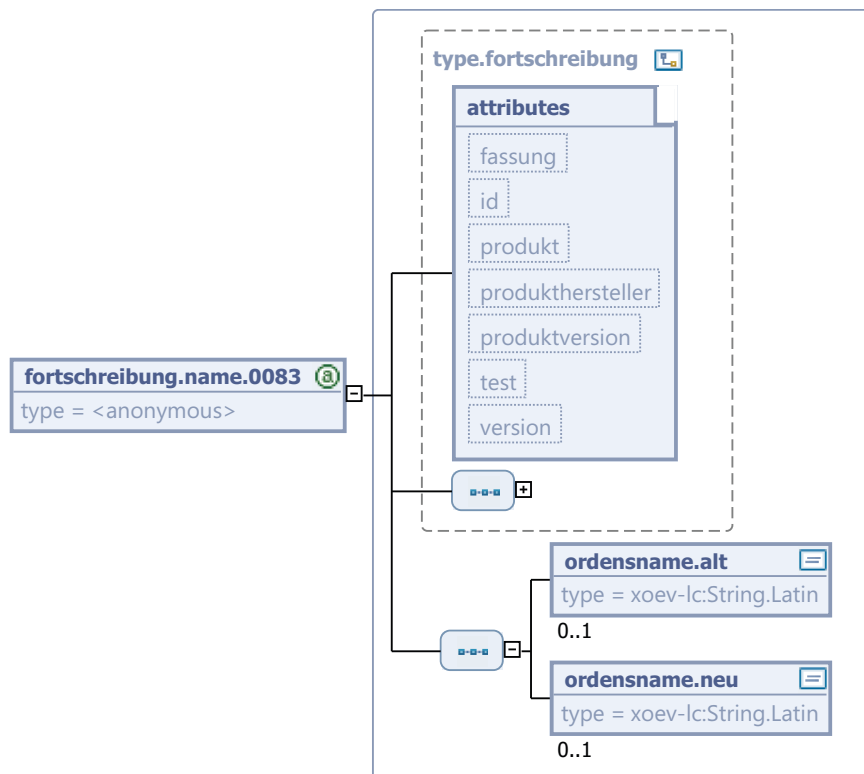 type.fortschreibung
attributes
fassung
id
produkt
produkthersteller
produktversion
test
version
fortschreibung.name.0083 @
type = <anonymous>
ordensname.alt
type = xoev-lc:String.Latin
0..1
ordensname.neu
type = xoev-lc:String.Latin
0..1